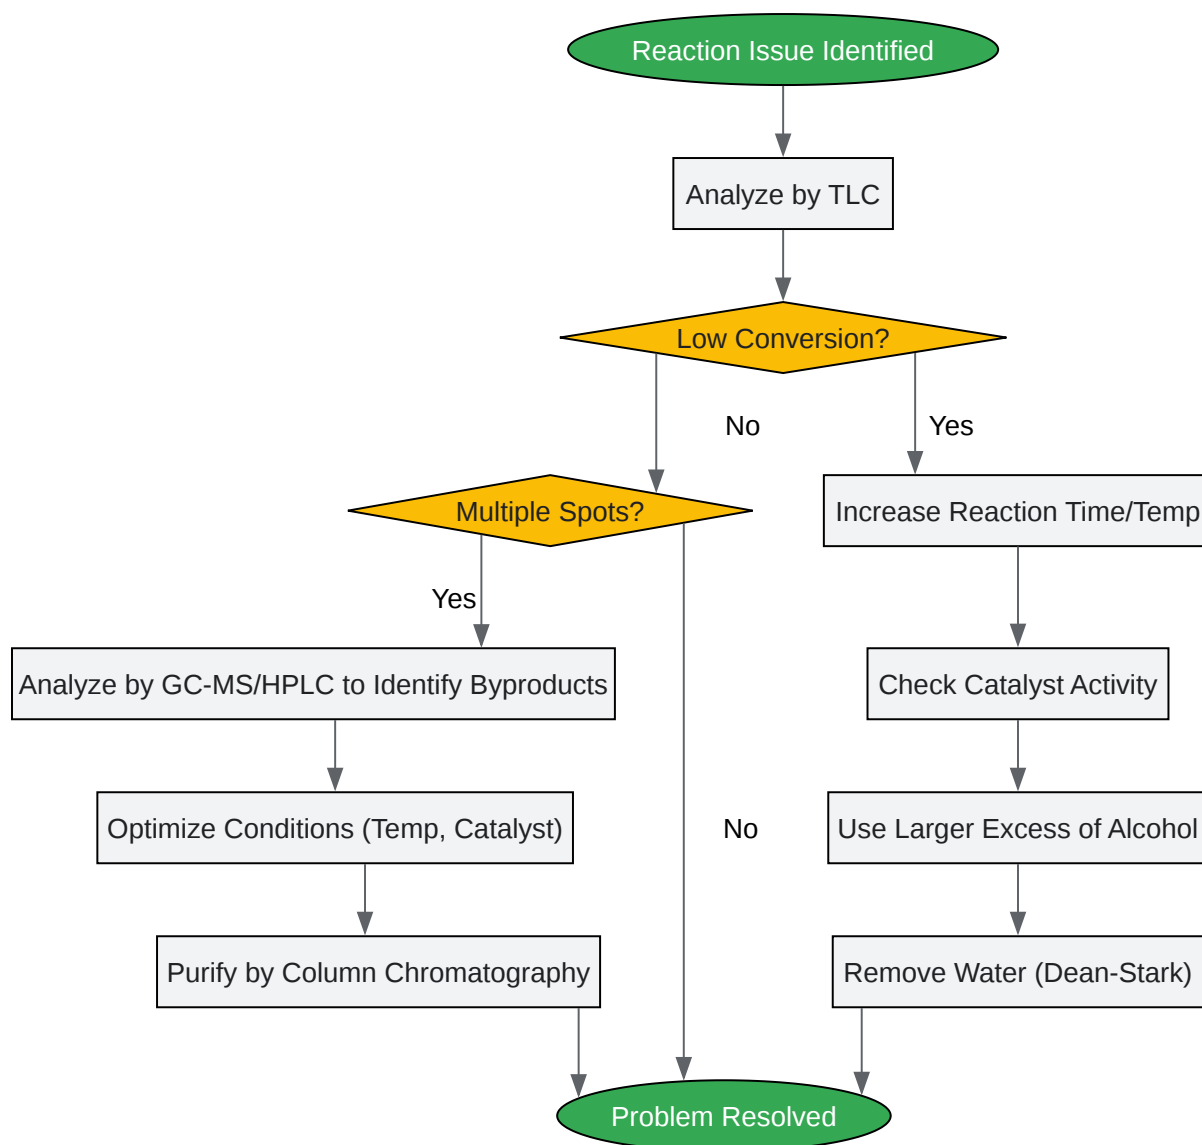 Reaction Issue Identified
Analyze by TLC
Low Conversion?
No
Yes
Multiple Spots?
Increase Reaction Time/Temp
Yes
Analyze by GC-MS/HPLC to Identify Byproducts
Check Catalyst Activity
Optimize Conditions (Temp, Catalyst)
No
Use Larger Excess of Alcohol
Purify by Column Chromatography
Remove Water (Dean-Stark)
Problem Resolved